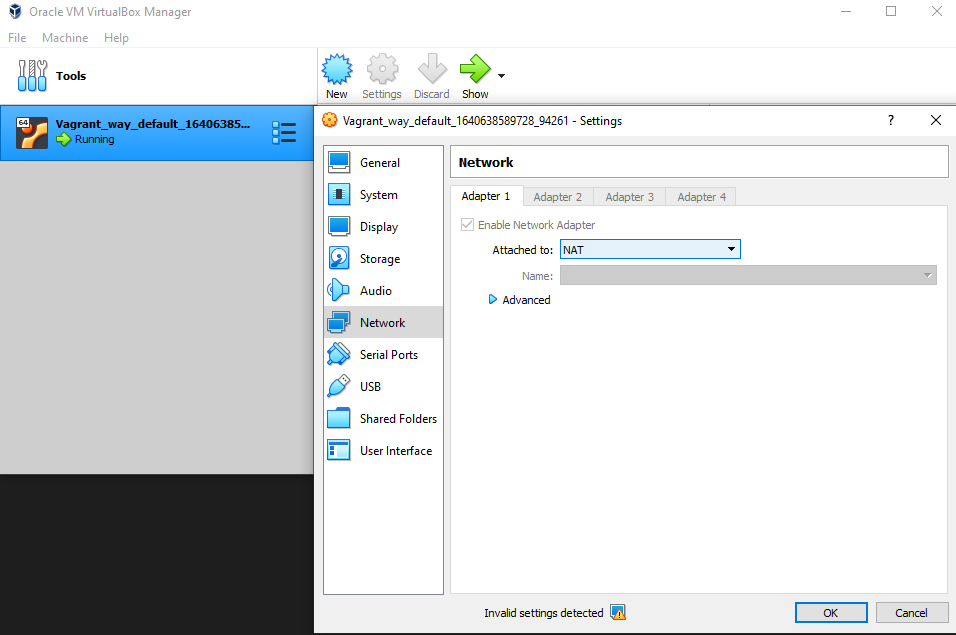 Oracle VM VirtualBox Manager
File Machine Help
Tools
New Settings Discard Show
64
Vagrant_way_default_16406385...
Running
Vagrant_way_default_1640638589728_94261 - Settings ?
General
System
Display
Storage
Audio
Network
Serial Ports
USB
Shared Folders
User Interface
Network
Adapter 1 Adapter 2 Adapter 3 Adapter 4
Enable Network Adapter
Attached to: NAT
Name:
Advanced
Invalid settings detected OK Cancel